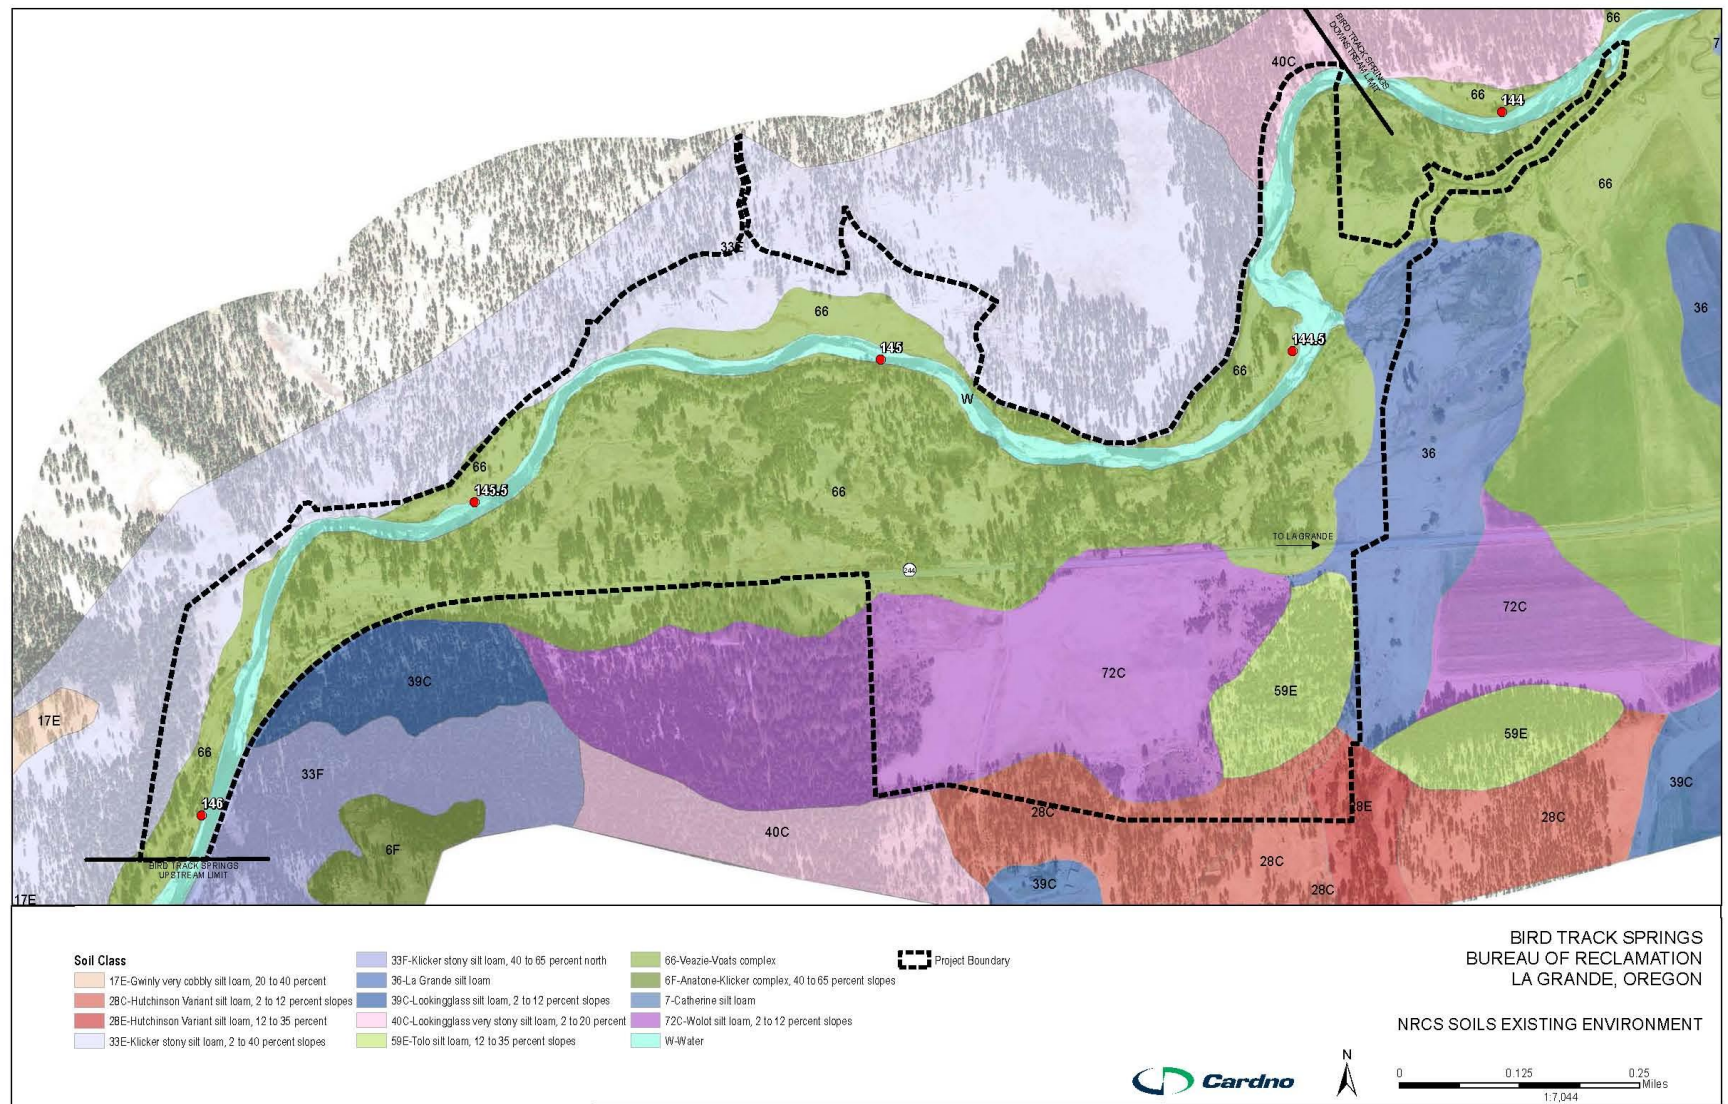 66
7
BIRD TRACK SPRINGS
DOWNSTREAM LIMIT
40C
66
144
66
33E
36
66
145
144.5
66
W
36
66
145.5
66
TO LA GRANDE
244
72C
39C
72C
59E
17E
59E
66
33F
39C
146
28C
28E
28C
40C
6F
28C
BIRD TRACK SPRINGS
UPSTREAM LIMIT
39C
28C
17E
Soil Class
17E-Gwinly very cobbly silt loam, 20 to 40 percent
28C-Hutchinson Variant silt loam, 2 to 12 percent slopes
28E-Hutchinson Variant silt loam, 12 to 35 percent
33E-Klicker stony silt loam, 2 to 40 percent slopes
33F-Klicker stony silt loam, 40 to 65 percent north
36-La Grande silt loam
39C-Lookingglass silt loam, 2 to 12 percent slopes
40C-Lookingglass very stony silt loam, 2 to 20 percent
59E-Tolo silt loam, 12 to 35 percent slopes
66-Veazie-Voats complex
6F-Anatone-Klicker complex, 40 to 65 percent slopes
7-Catherine silt loam
72C-Wolot silt loam, 2 to 12 percent slopes
W-Water
Project Boundary
BIRD TRACK SPRINGS
BUREAU OF RECLAMATION
LA GRANDE, OREGON
NRCS SOILS EXISTING ENVIRONMENT
Cardno
N
0 0.125 0.25
Miles
1:7,044